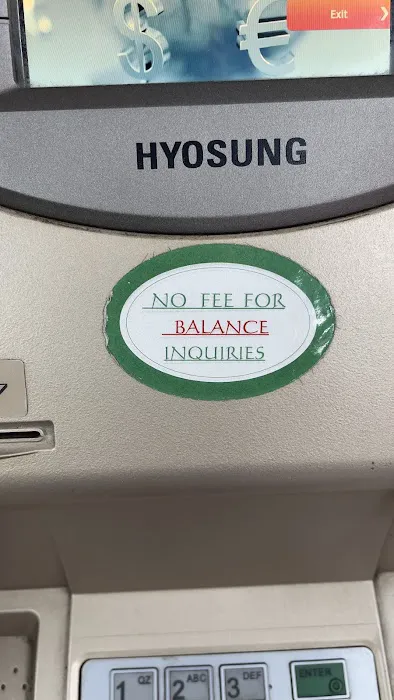 $ €
Exit
HYOSUNG
NO FEE FOR
BALANCE
INQUIRIES
1 QZ 2 ABC 3 DEF ENTER